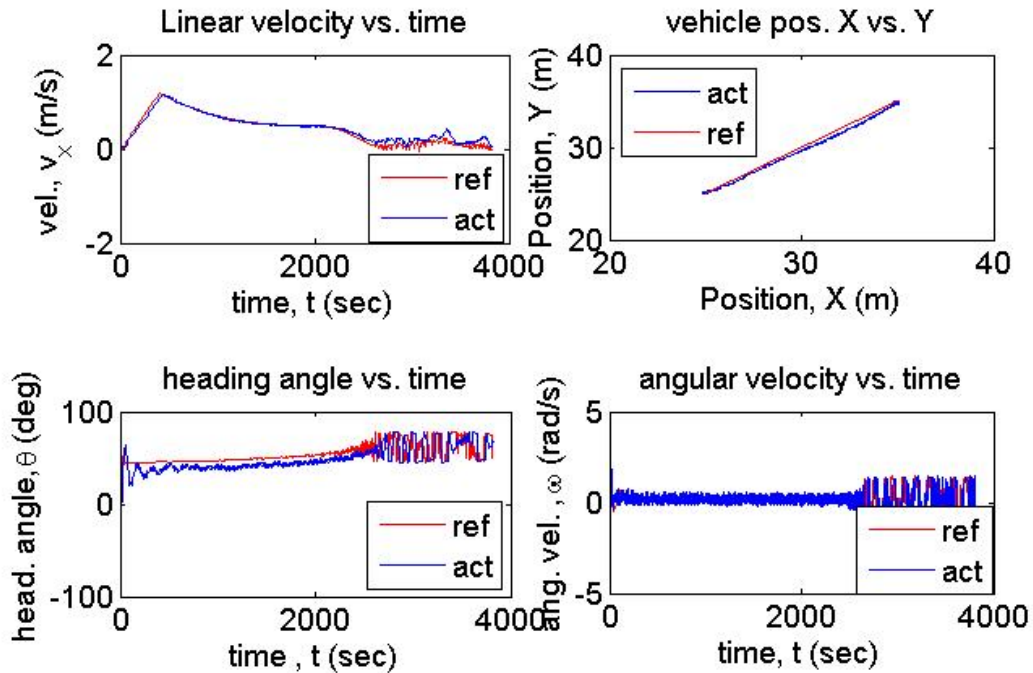 Linear velocity vs. time
2
0
-2
vel., v_x (m/s)
ref
act
0
2000
4000
time, t (sec)
vehicle pos. X vs. Y
40
30
20
Position, Y (m)
act
ref
20
30
40
Position, X (m)
heading angle vs. time
100
0
-100
head. angle,θ (deg)
ref
act
0
2000
4000
time , t (sec)
angular velocity vs. time
5
0
-5
ang. vel., ω (rad/s)
ref
act
0
2000
4000
time, t (sec)